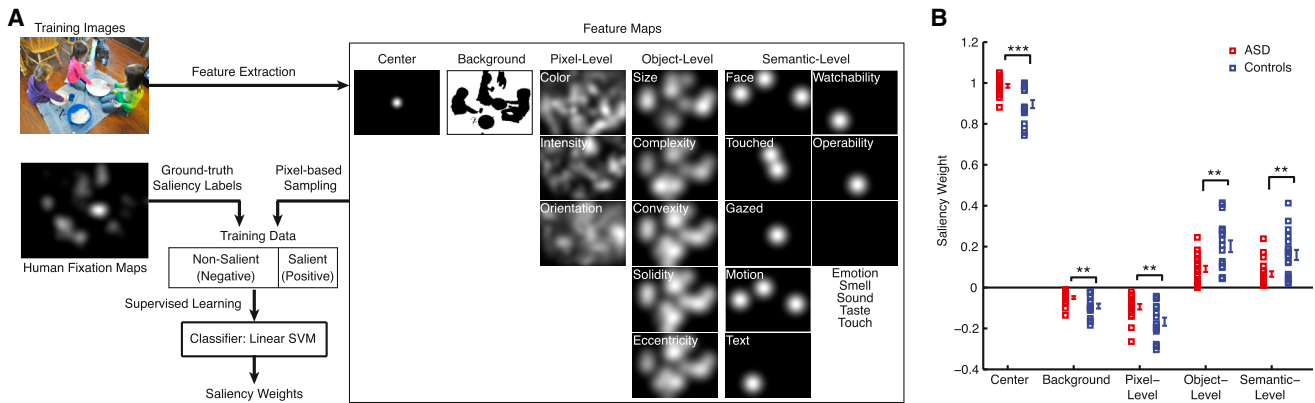 A
Training Images
Feature Extraction
Human Fixation Maps
Ground-truth
Saliency Labels
Pixel-based
Sampling
Training Data
Non-Salient
(Negative)
Salient
(Positive)
Supervised Learning
Classifier: Linear SVM
Saliency Weights
Feature Maps
Center
Background
Pixel-Level
Object-Level
Semantic-Level
Color
Size
Face
Watchability
Intensity
Complexity
Touched
Operability
Orientation
Convexity
Gazed
Solidity
Motion
Emotion
Smell
Sound
Taste
Touch
Eccentricity
Text
B
Saliency Weight
1.2
1
0.8
0.6
0.4
0.2
0
−0.2
−0.4
ASD
Controls
***
**
**
**
**
Center
Background
Pixel–
Level
Object–
Level
Semantic–
Level